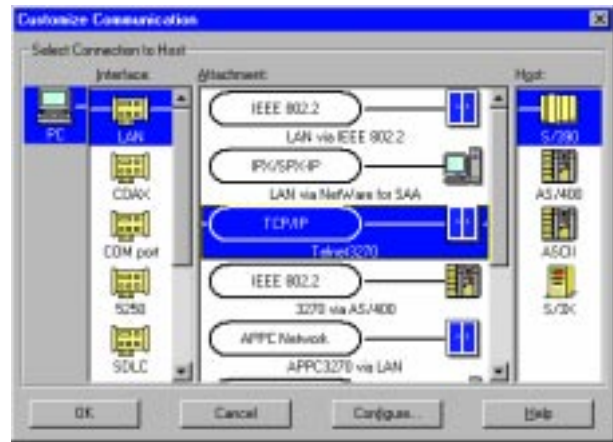 Customize Communication
Select Connection to Host
Interface: Attachment: Host:
PC
LAN
COAX
COM port
5250
SDLC
IEEE 802.2
LAN via IEEE 802.2
IPX/SPX-IP
LAN via NetWare for SAA
TCP/IP
Telnet3270
IEEE 802.2
3270 via AS/400
APPC Network
APPC3270 via LAN
S/390
AS/400
ASCII
S/3X
OK
Cancel
Configure...
Help